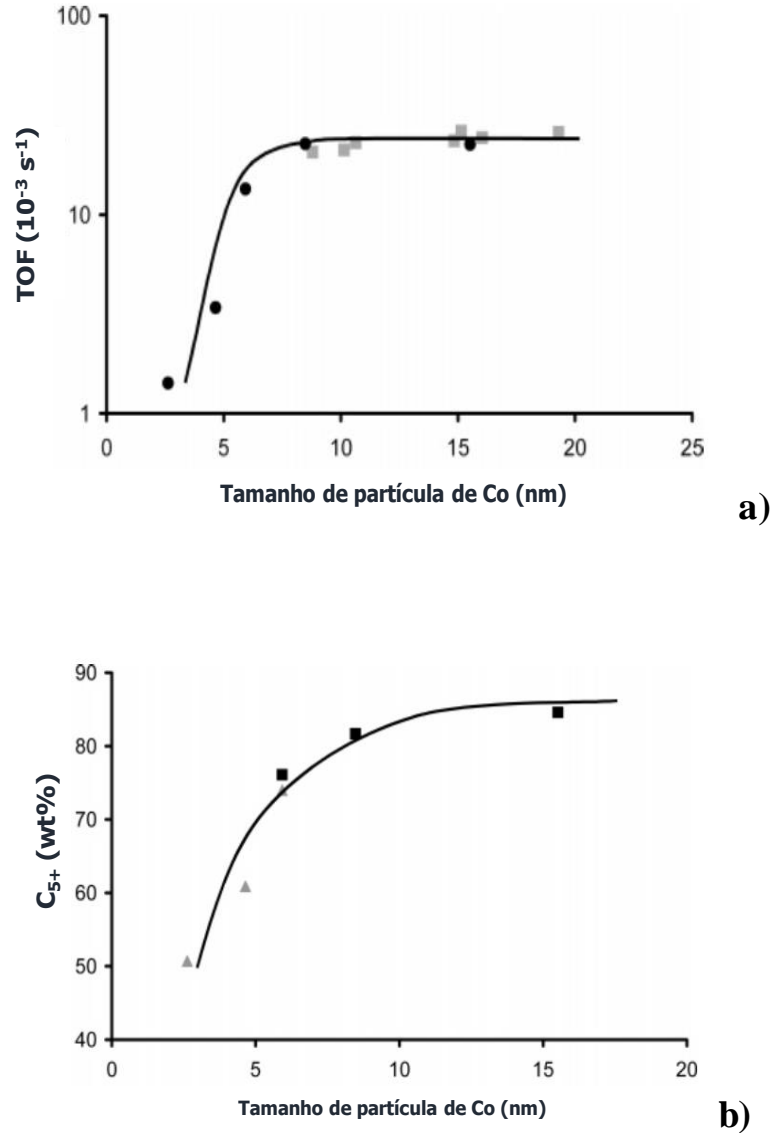 100
10
1
TOF (10⁻³ s⁻¹)
0 5 10 15 20 25
Tamanho de partícula de Co (nm)
a)
90
80
70
60
50
40
C₅₊ (wt%)
0 5 10 15 20
Tamanho de partícula de Co (nm)
b)